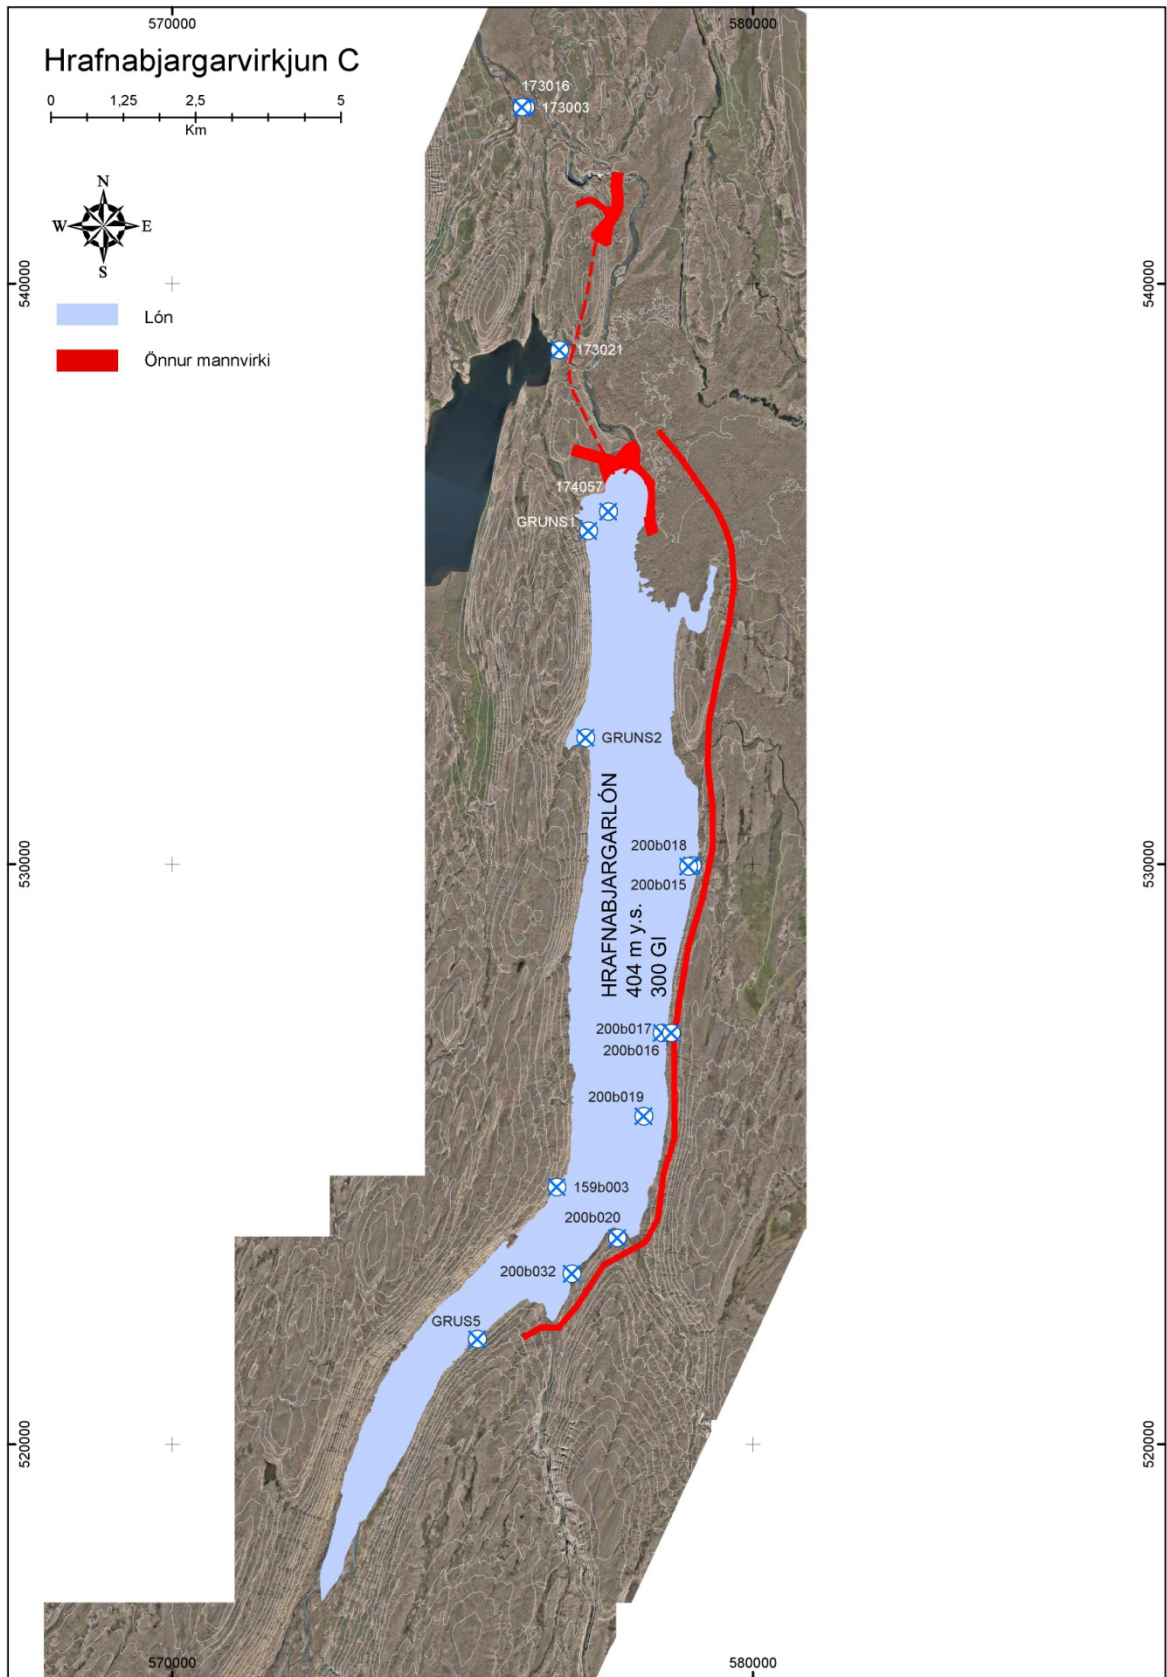 570000
580000
Hrafnabjargarvirkjun C
0
1,25
2,5
5
Km
173016
173003
N
W
E
S
540000
540000
Lón
Önnur mannvirki
173021
174057
GRUNS1
GRUNS2
HRAFNABJARGARLÓN
404 m y.s.
300 Gl
200b018
200b015
530000
530000
200b017
200b016
200b019
159b003
200b020
200b032
GRUS5
520000
520000
570000
580000